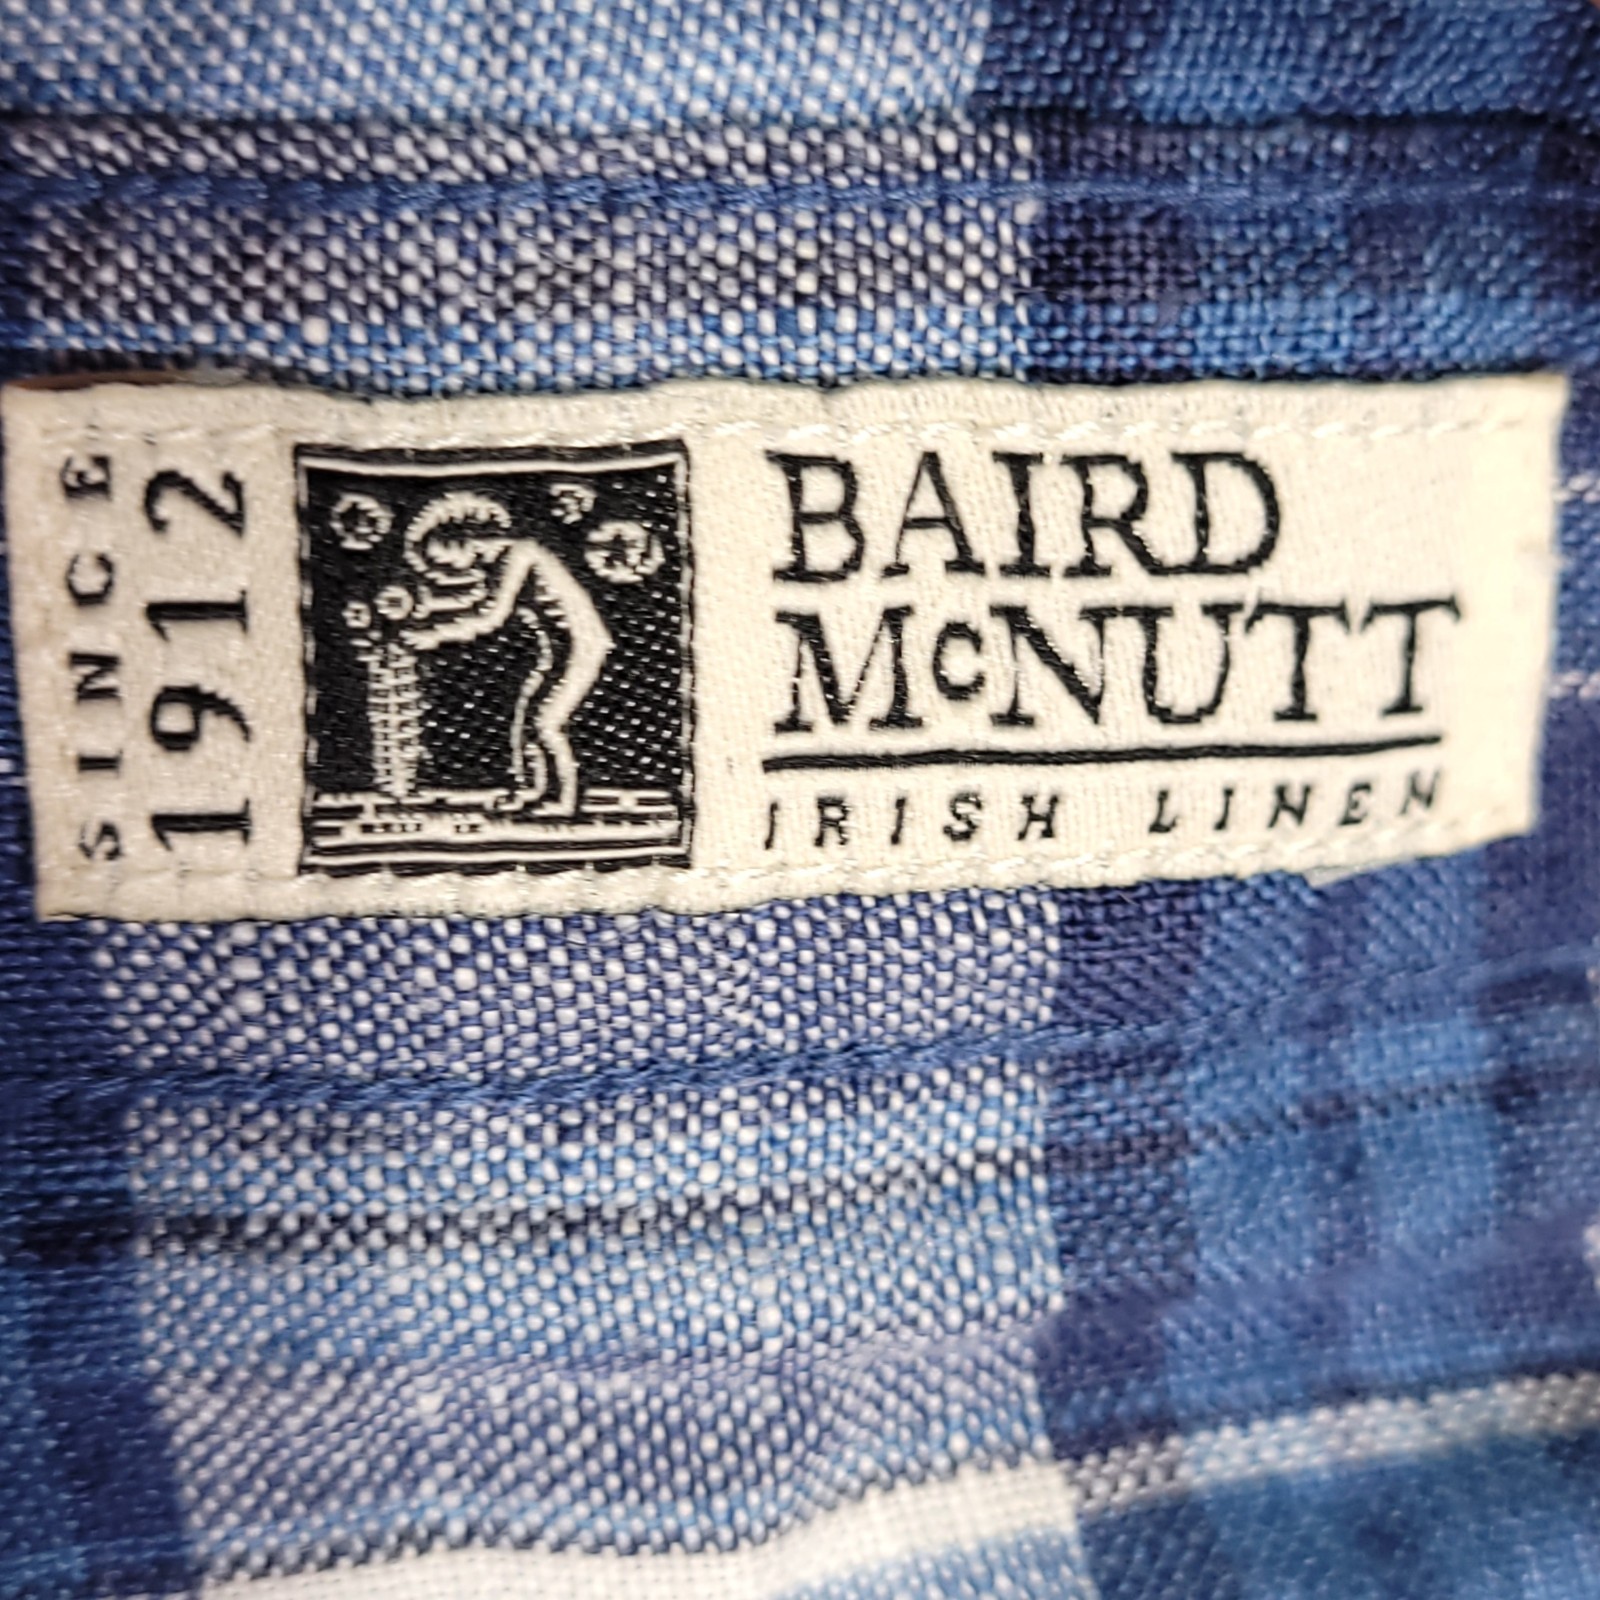 SINCE
1912
BAIRD
McNUTT
IRISH LINEN